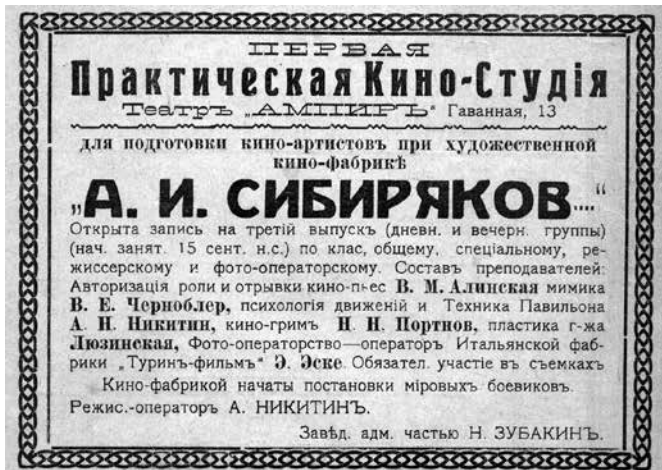 ПЕРВАЯ
Практическая Кино-Студія
Театръ „АМПИРЪ“ Гаванная, 13
для подготовки кино-артистовъ при художественной
кино-фабрикѣ
„А. И. СИБИРЯКОВ....“
Открыта запись на третій выпускъ (дневн. и вечерн. группы)
(нач. занят. 15 сент. н.с.) по клас, общему, спеціальному, ре-
жиссерскому и фото-операторскому. Составъ преподавателей:
Авторизація роли и отрывки кино-пьес В. М. Алинская мимика
В. Е. Черноблер, психологія движеній и Техника Павильона
А. Н. Никитин, кино-грим Н. Н. Портнов, пластика г-жа
Люзинская, Фото-операторство—операторъ Итальянской фаб-
рики „Туринъ-фильмъ“ Э. Эске. Обязател. участіе въ съемкахъ
Кино-фабрикой начаты постановки міровыхъ боевиковъ.
Режис.-операторъ А. НИКИТИНЪ.
Завѣд. адм. частью Н. ЗУБАКИНЪ.